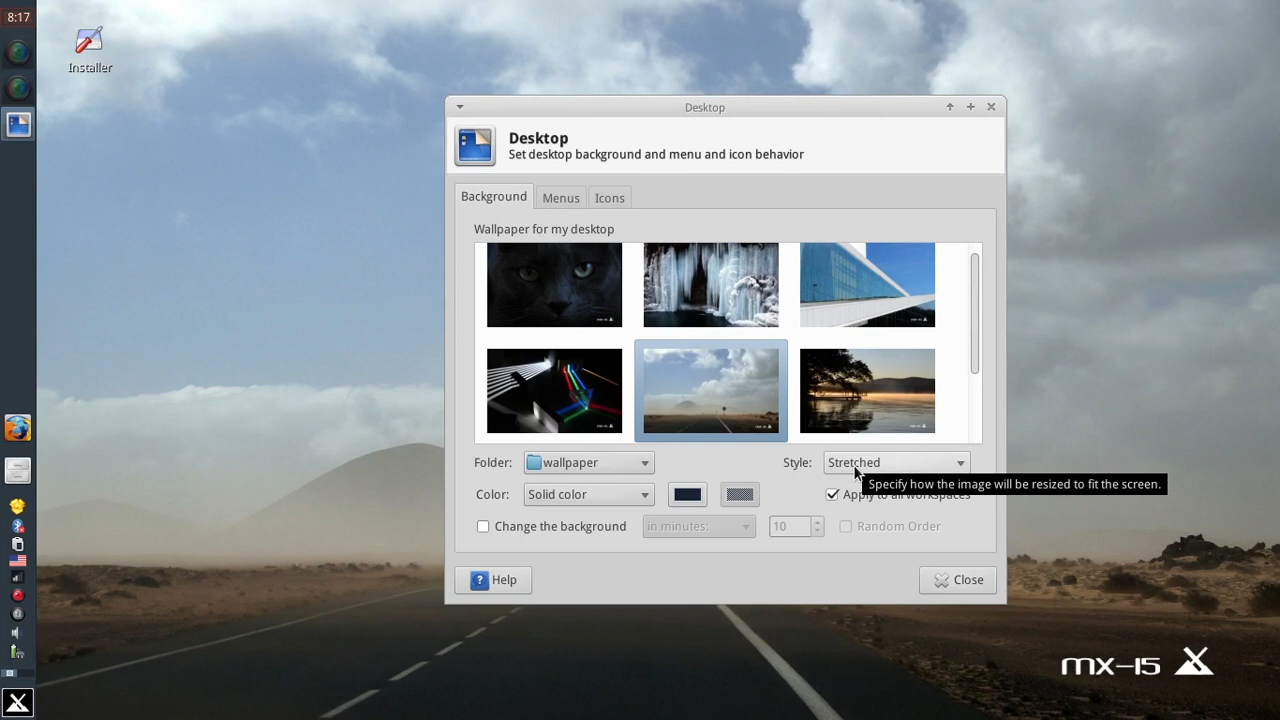 8:17
Installer
Desktop
Desktop
Set desktop background and menu and icon behavior
Background Menus Icons
Wallpaper for my desktop
Folder: wallpaper Style: Stretched
Specify how the image will be resized to fit the screen.
Color: Solid color Apply to all workspaces
Change the background in minutes: 10 Random Order
? Help Close
mx-15